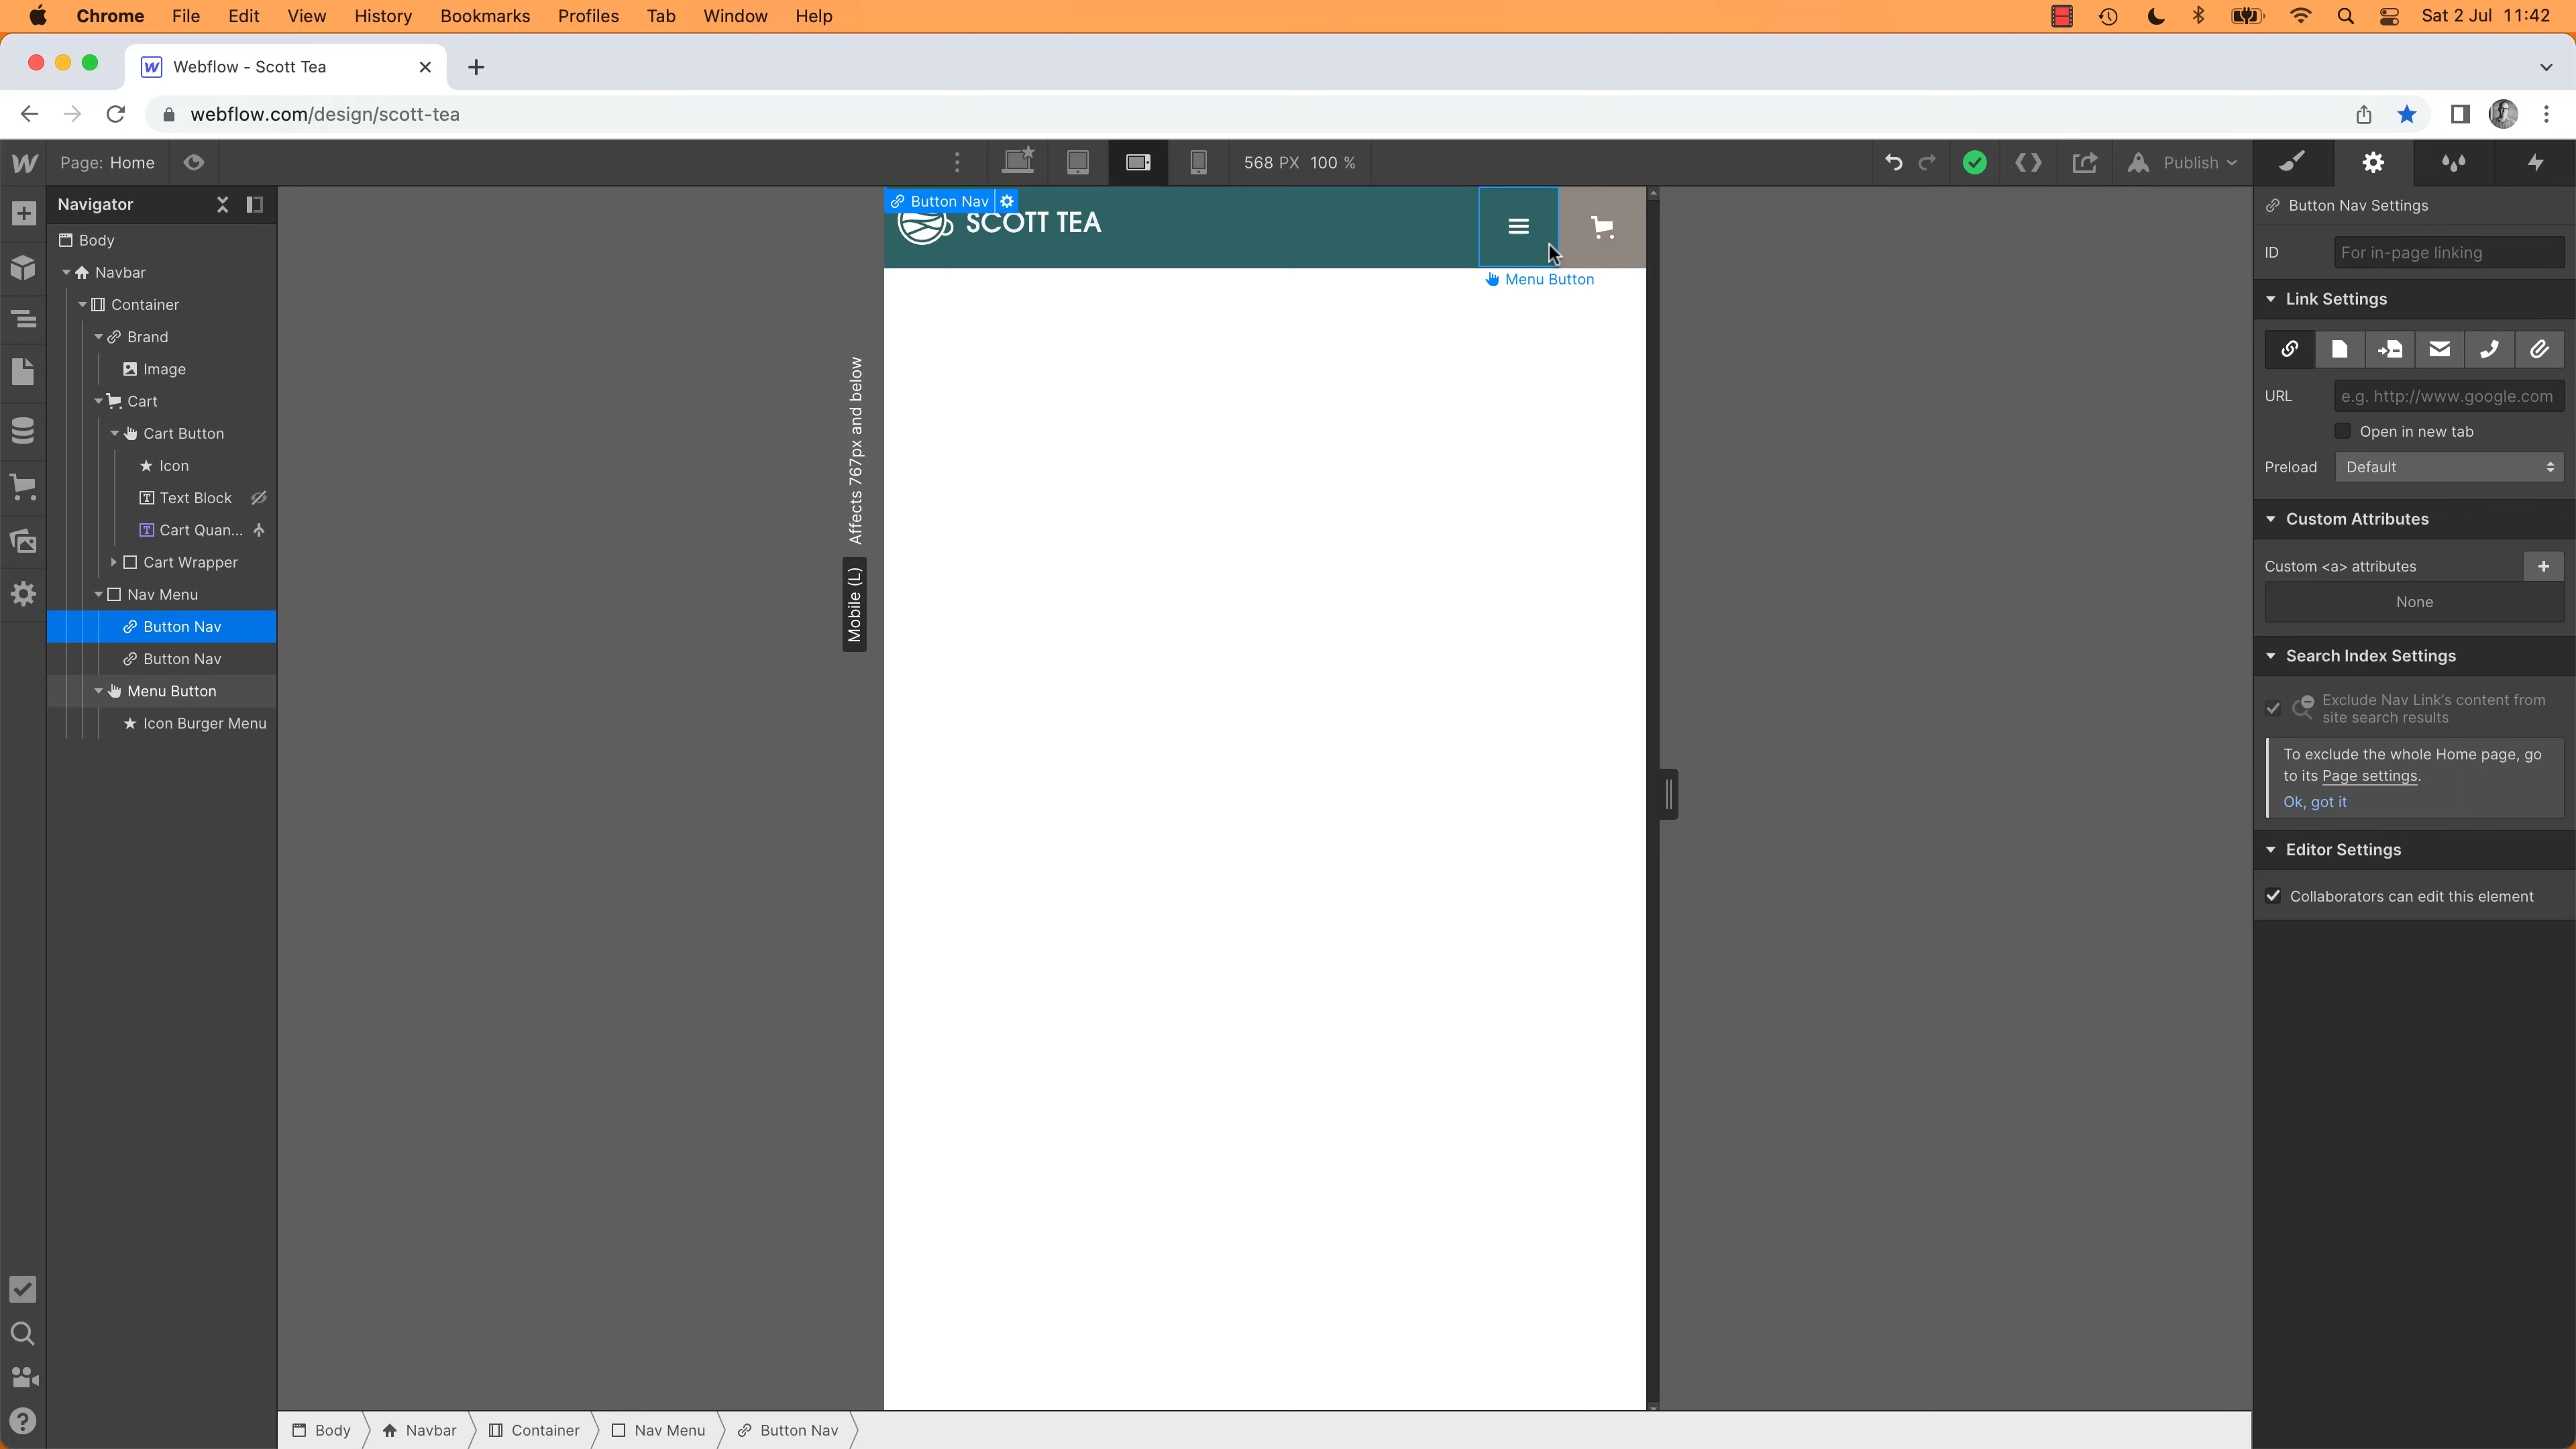 Chrome File Edit View History Bookmarks Profiles Tab Window Help Sat 2 Jul 11:42
Webflow - Scott Tea
webflow.com/design/scott-tea
Page: Home
568 PX 100 %
Publish
Navigator
Body
Navbar
Container
Brand
Image
Cart
Cart Button
Icon
Text Block
Cart Quan...
Cart Wrapper
Nav Menu
Button Nav
Button Nav
Menu Button
Icon Burger Menu
Affects 767px and below
Mobile (L)
Button Nav
SCOTT TEA
Menu Button
Button Nav Settings
ID For in-page linking
Link Settings
URL e.g. http://www.google.com
Open in new tab
Preload Default
Custom Attributes
Custom <a> attributes
None
Search Index Settings
Exclude Nav Link's content from
site search results
To exclude the whole Home page, go
to its Page settings.
Ok, got it
Editor Settings
Collaborators can edit this element
Body Navbar Container Nav Menu Button Nav